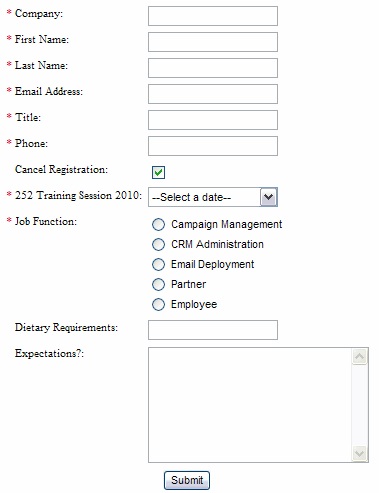 * Company:
* First Name:
* Last Name:
* Email Address:
* Title:
* Phone:
Cancel Registration:
* 252 Training Session 2010: --Select a date--
* Job Function: Campaign Management
CRM Administration
Email Deployment
Partner
Employee
Dietary Requirements:
Expectations?:
Submit